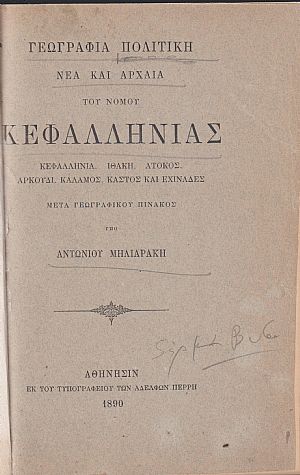 ΓΕΩΓΡΑΦΙΑ ΠΟΛΙΤΙΚΗ
ΝΕΑ ΚΑΙ ΑΡΧΑΙΑ
ΤΟΥ ΝΟΜΟΥ
ΚΕΦΑΛΛΗΝΙΑΣ
ΚΕΦΑΛΛΗΝΙΑ, ΙΘΑΚΗ, ΑΤΟΚΟΣ,
ΑΡΚΟΥΔΙ, ΚΑΛΑΜΟΣ, ΚΑΣΤΟΣ ΚΑΙ ΕΧΙΝΑΔΕΣ
ΜΕΤΑ ΓΕΩΓΡΑΦΙΚΟΥ ΠΙΝΑΚΟΣ
ΥΠΟ
ΑΝΤΩΝΙΟΥ ΜΗΛΙΑΡΑΚΗ
ΑΘΗΝΗΣΙΝ
ΕΚ ΤΟΥ ΤΥΠΟΓΡΑΦΕΙΟΥ ΤΩΝ ΑΔΕΛΦΩΝ ΠΕΡΡΗ
1890